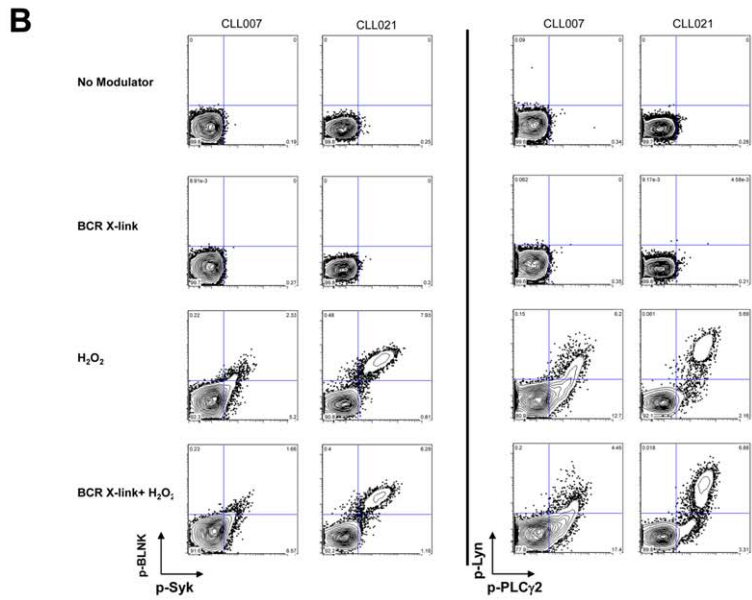 B
CLL007 CLL021 CLL007 CLL021
No Modulator
0 0 0 0 0.09 0 0 0
0.19 0.25 0.34 0.28
BCR X-link
8.91e-3 0 0 0 0.062 0 9.17e-3 4.58e-3
0.27 0.2 0.35 0.21
H₂O₂
0.22 2.33 0.48 7.93 0.15 6.2 0.061 5.69
5.2 0.81 12.7 2.15
BCR X-link+ H₂O₂
0.23 1.66 0.4 6.29 0.2 4.45 0.018 6.88
6.57 1.16 17.4 3.31
p-BLNK
p-Syk
p-Lyn
p-PLCγ2